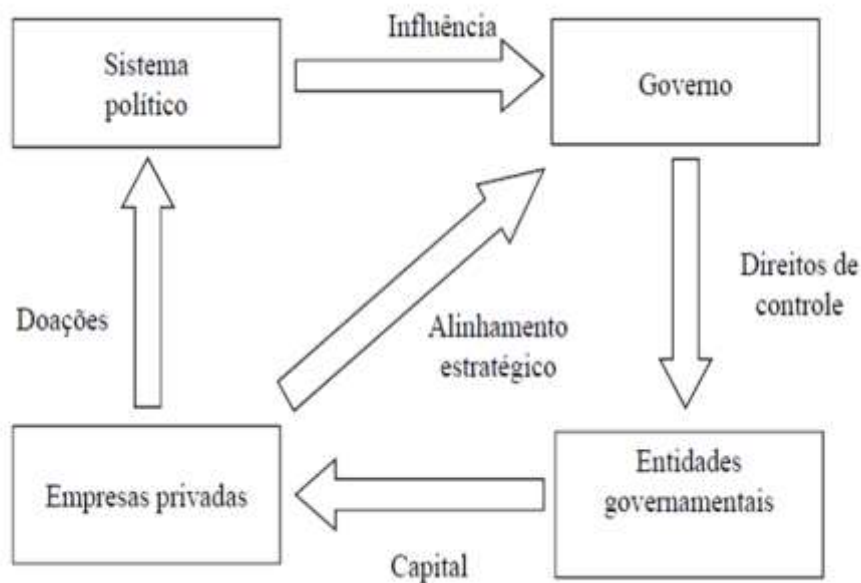 Influência
Sistema
político
Governo
Direitos de
controle
Doações
Alinhamento
estratégico
Empresas privadas
Entidades
governamentais
Capital